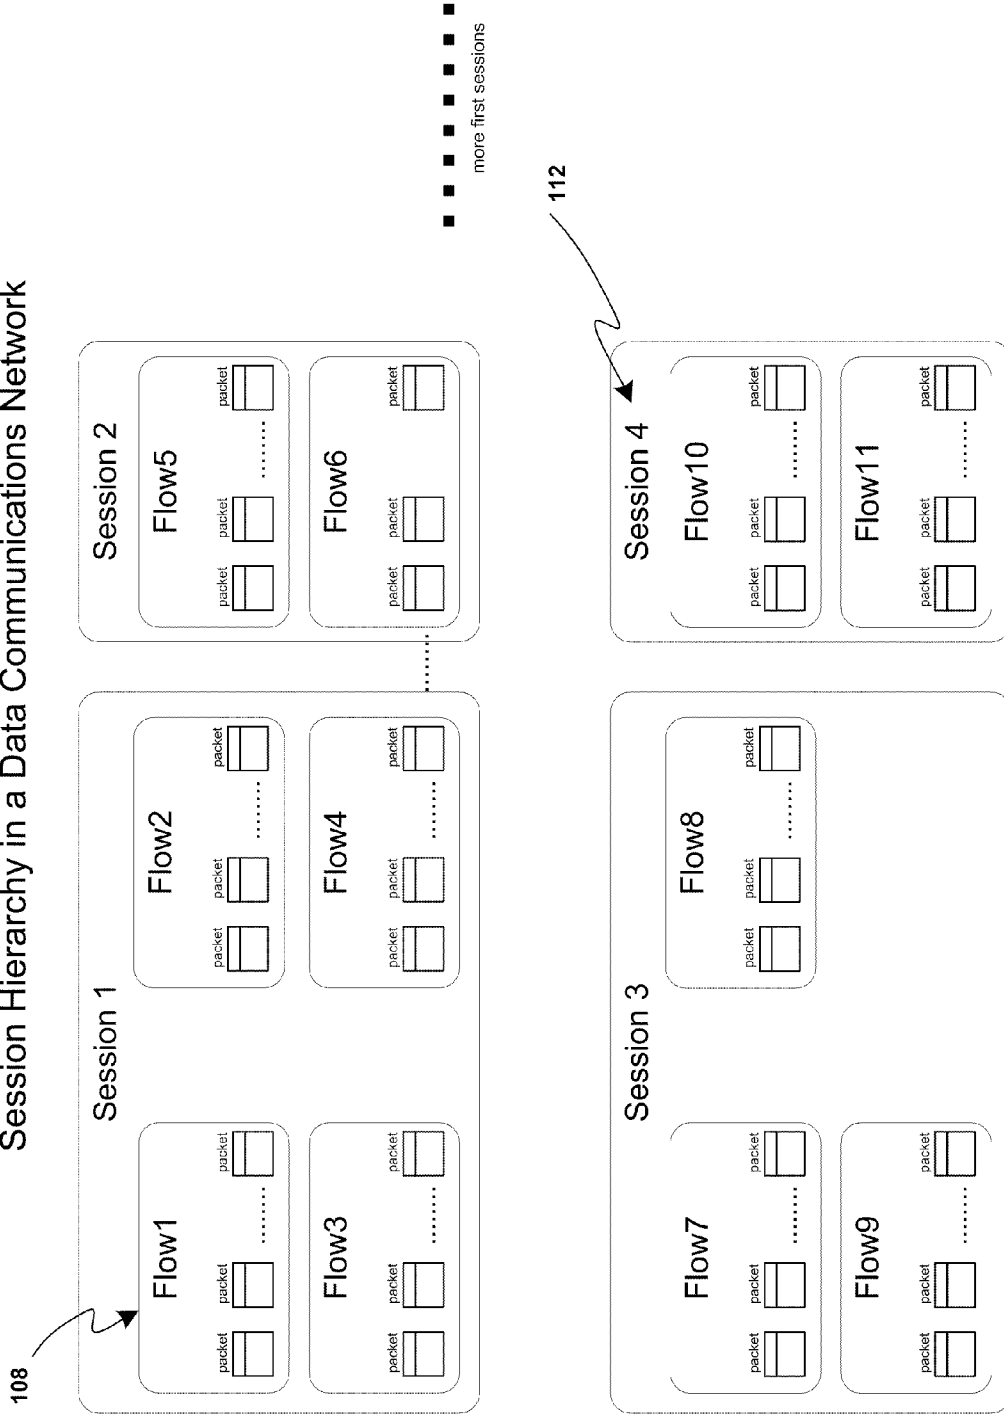 Session Hierarchy in a Data Communications Network
108
Session 1
Flow1
packet packet packet
Flow2
packet packet packet
Flow3
packet packet packet
Flow4
packet packet packet
Session 2
Flow5
packet packet packet
Flow6
packet packet packet
more first sessions
112
Session 3
Flow7
packet packet packet
Flow8
packet packet packet
Flow9
packet packet packet
Session 4
Flow10
packet packet packet
Flow11
packet packet packet